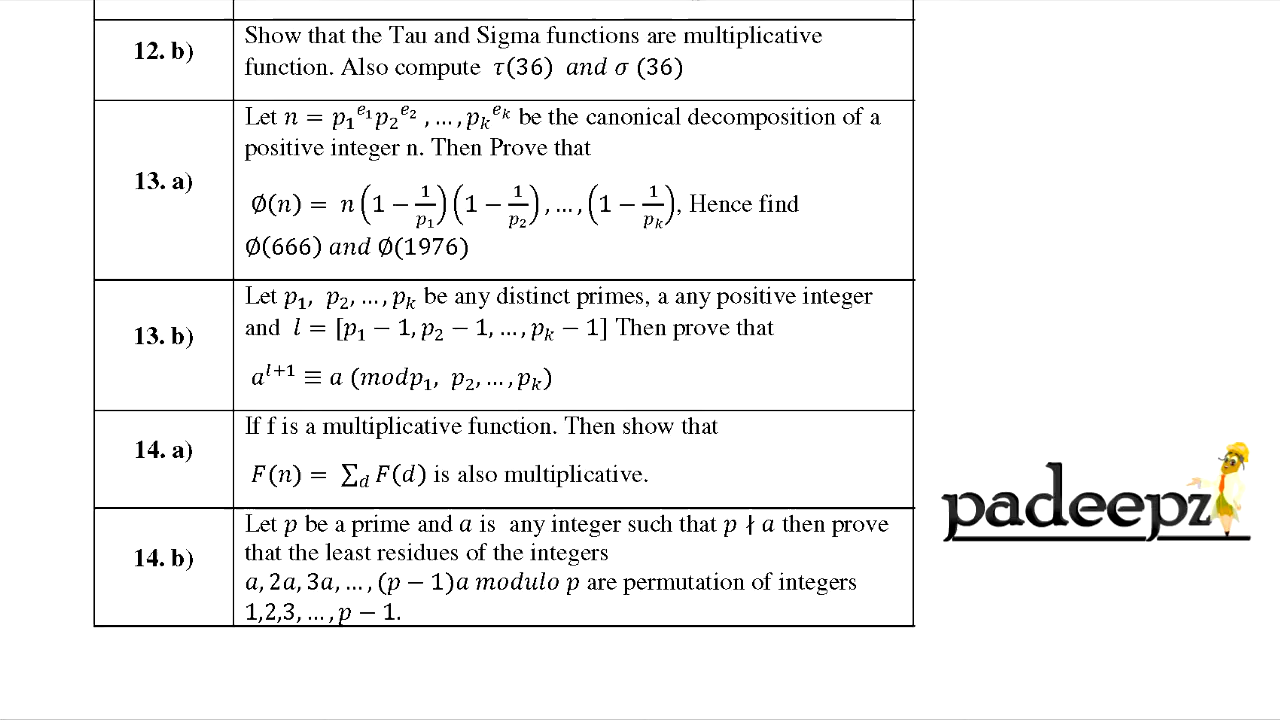 12. b)
Show that the Tau and Sigma functions are multiplicative
function. Also compute τ(36) and σ (36)
13. a)
Let n = p₁^e₁ p₂^e₂ , … , pₖ^eₖ be the canonical decomposition of a
positive integer n. Then Prove that
Ø(n) = n(1 − 1/p₁)(1 − 1/p₂), … , (1 − 1/pₖ), Hence find
Ø(666) and Ø(1976)
13. b)
Let p₁, p₂, … , pₖ be any distinct primes, a any positive integer
and l = [p₁ − 1, p₂ − 1, … , pₖ − 1] Then prove that
a^(l+1) ≡ a (modp₁, p₂, … , pₖ)
14. a)
If f is a multiplicative function. Then show that
F(n) = ∑_d F(d) is also multiplicative.
14. b)
Let p be a prime and a is any integer such that p ∤ a then prove
that the least residues of the integers
a, 2a, 3a, … , (p − 1)a modulo p are permutation of integers
1,2,3, … , p − 1.
padeepz